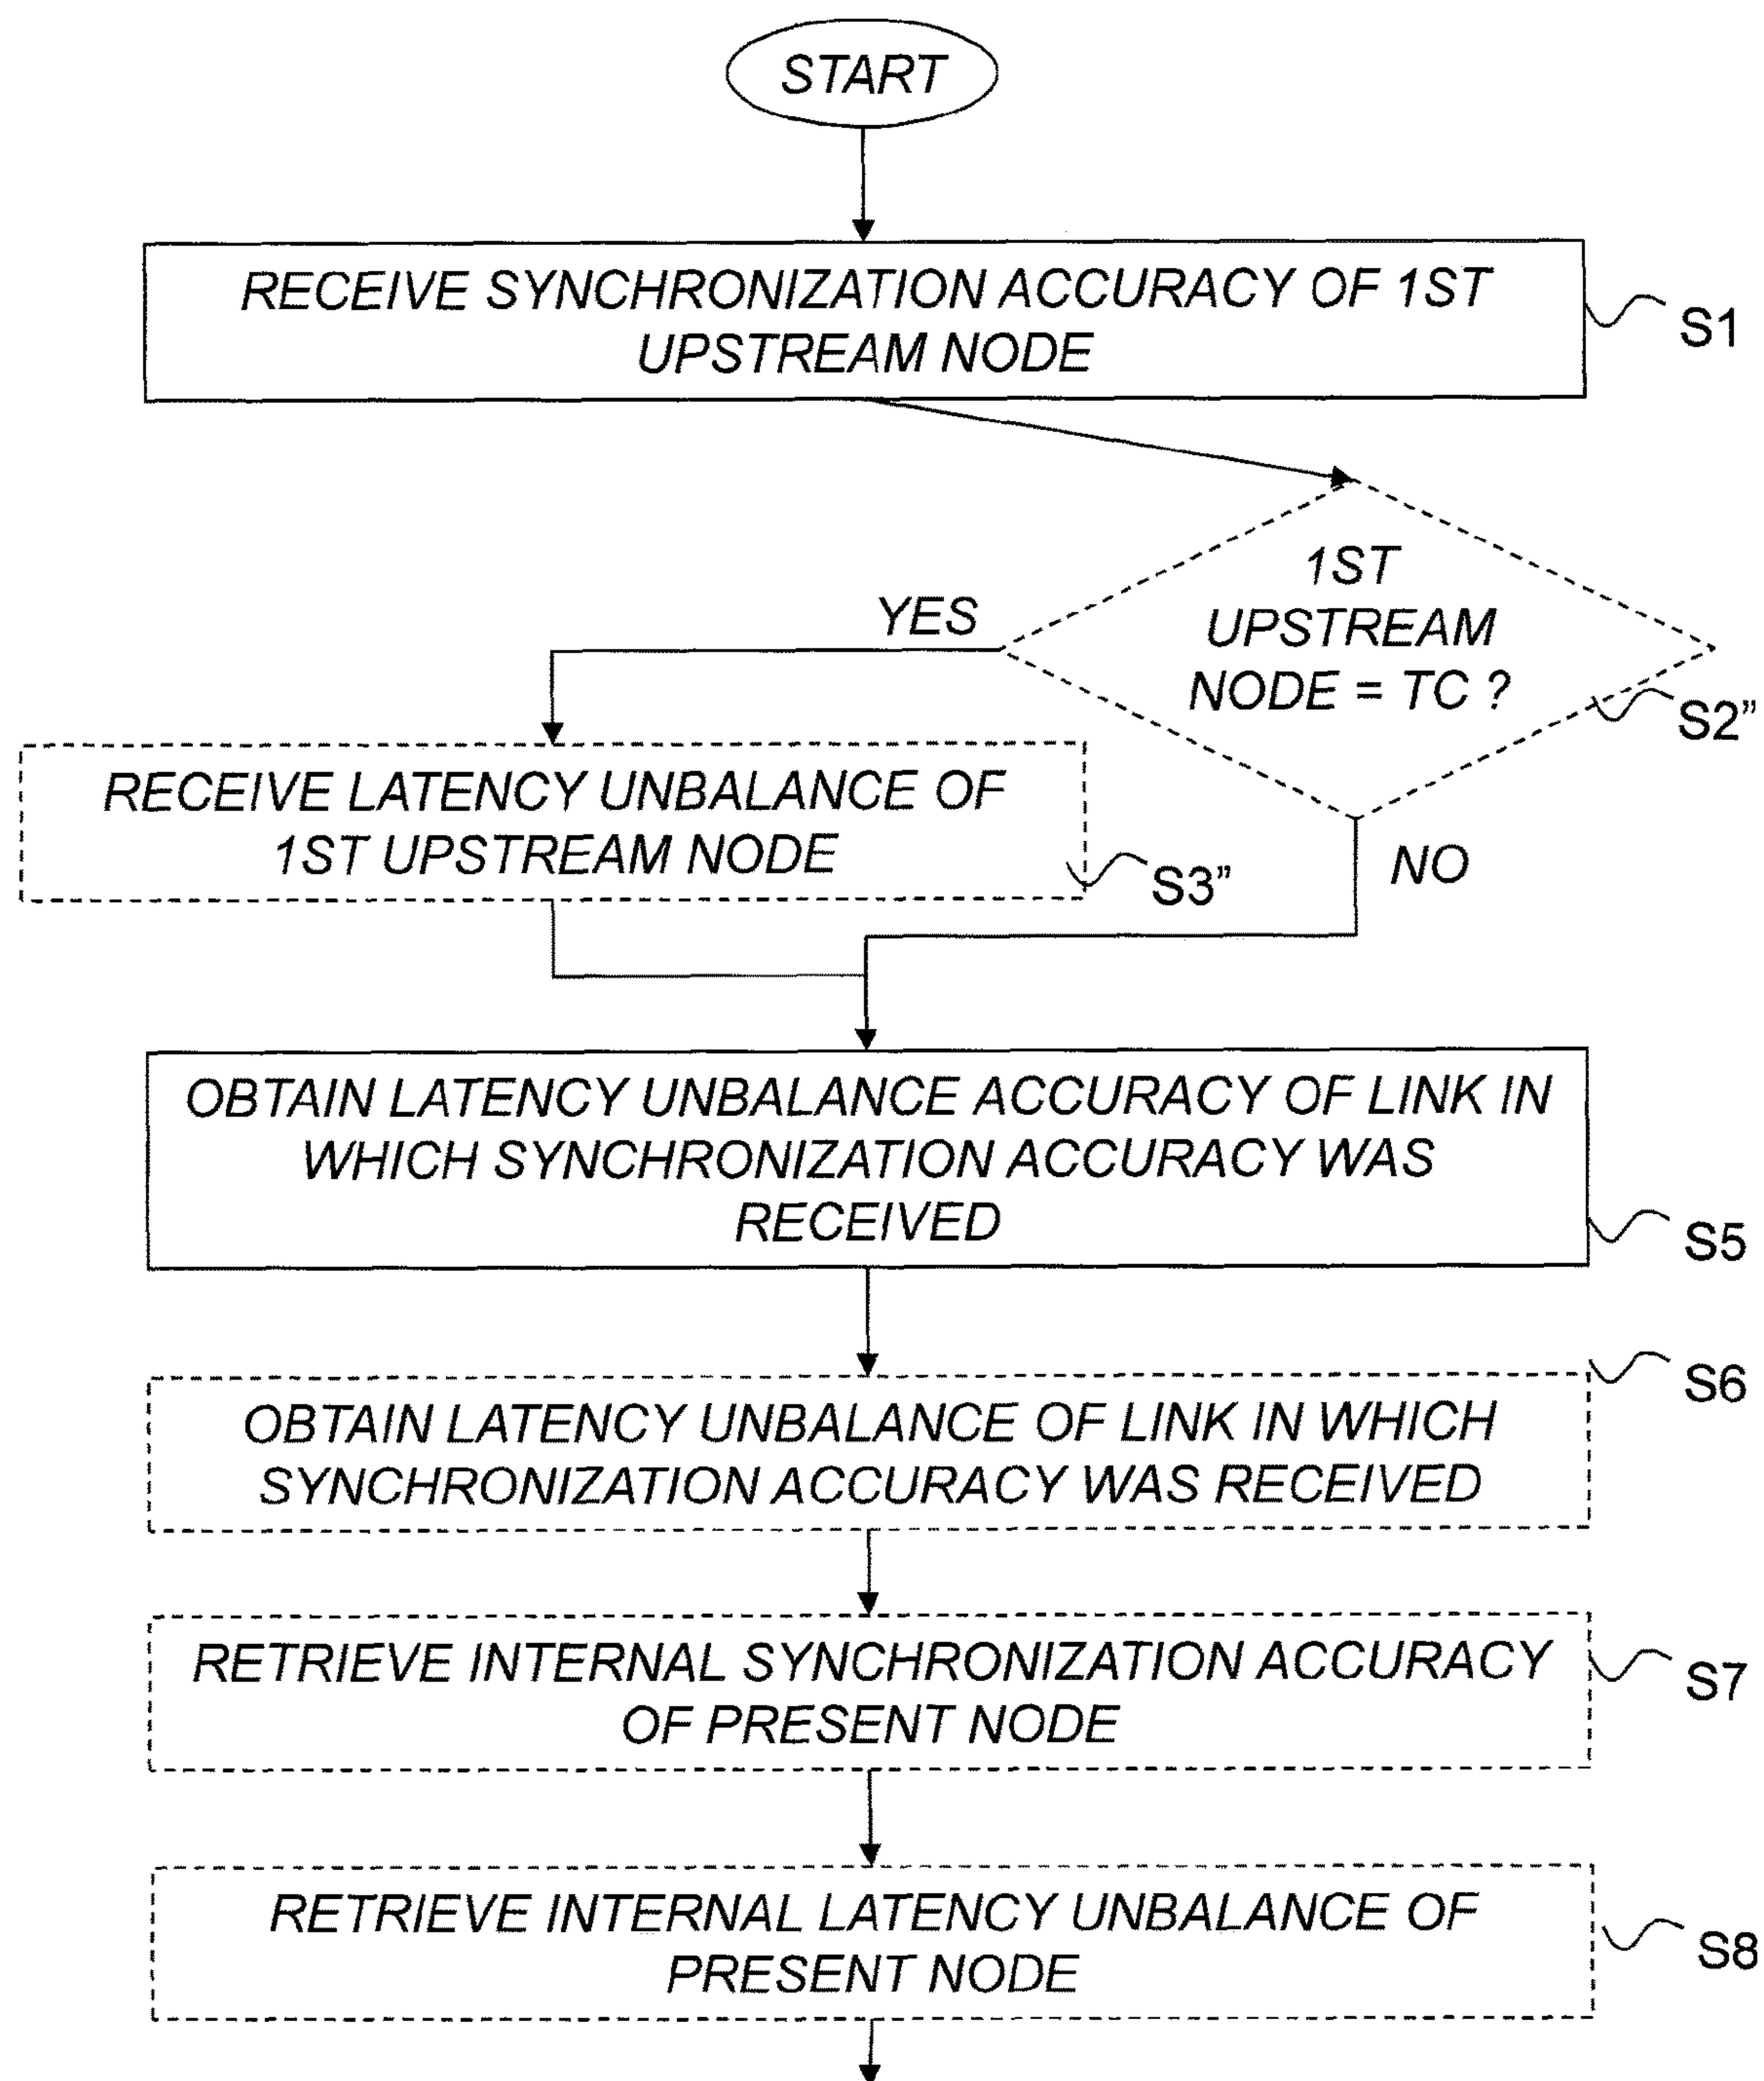 START
RECEIVE SYNCHRONIZATION ACCURACY OF 1ST
UPSTREAM NODE
S1
1ST
UPSTREAM
NODE = TC ?
S2”
YES
NO
RECEIVE LATENCY UNBALANCE OF
1ST UPSTREAM NODE
S3”
OBTAIN LATENCY UNBALANCE ACCURACY OF LINK IN
WHICH SYNCHRONIZATION ACCURACY WAS
RECEIVED
S5
OBTAIN LATENCY UNBALANCE OF LINK IN WHICH
SYNCHRONIZATION ACCURACY WAS RECEIVED
S6
RETRIEVE INTERNAL SYNCHRONIZATION ACCURACY
OF PRESENT NODE
S7
RETRIEVE INTERNAL LATENCY UNBALANCE OF
PRESENT NODE
S8